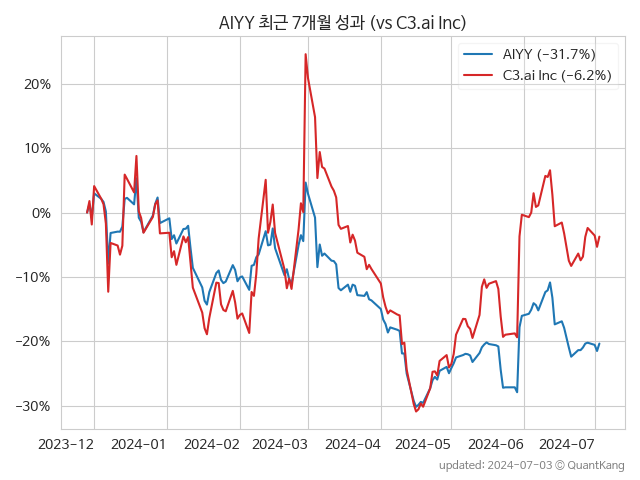 AIYY 최근 7개월 성과 (vs C3.ai Inc)
AIYY (−31.7%)
C3.ai Inc (−6.2%)
20%
10%
0%
−10%
−20%
−30%
2023-12 2024-01 2024-02 2024-03 2024-04 2024-05 2024-06 2024-07
updated: 2024-07-03 © QuantKang